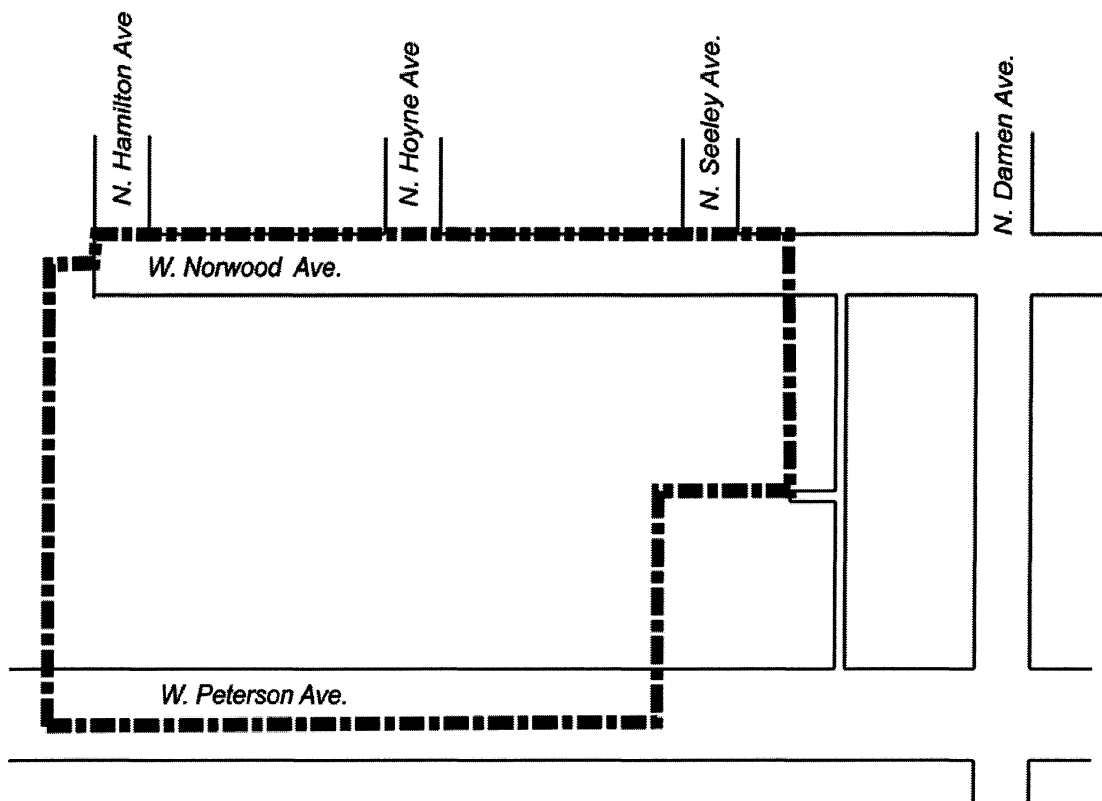 N. Hamilton Ave
N. Hoyne Ave
N. Seeley Ave.
N. Damen Ave.
W. Norwood Ave.
W. Peterson Ave.